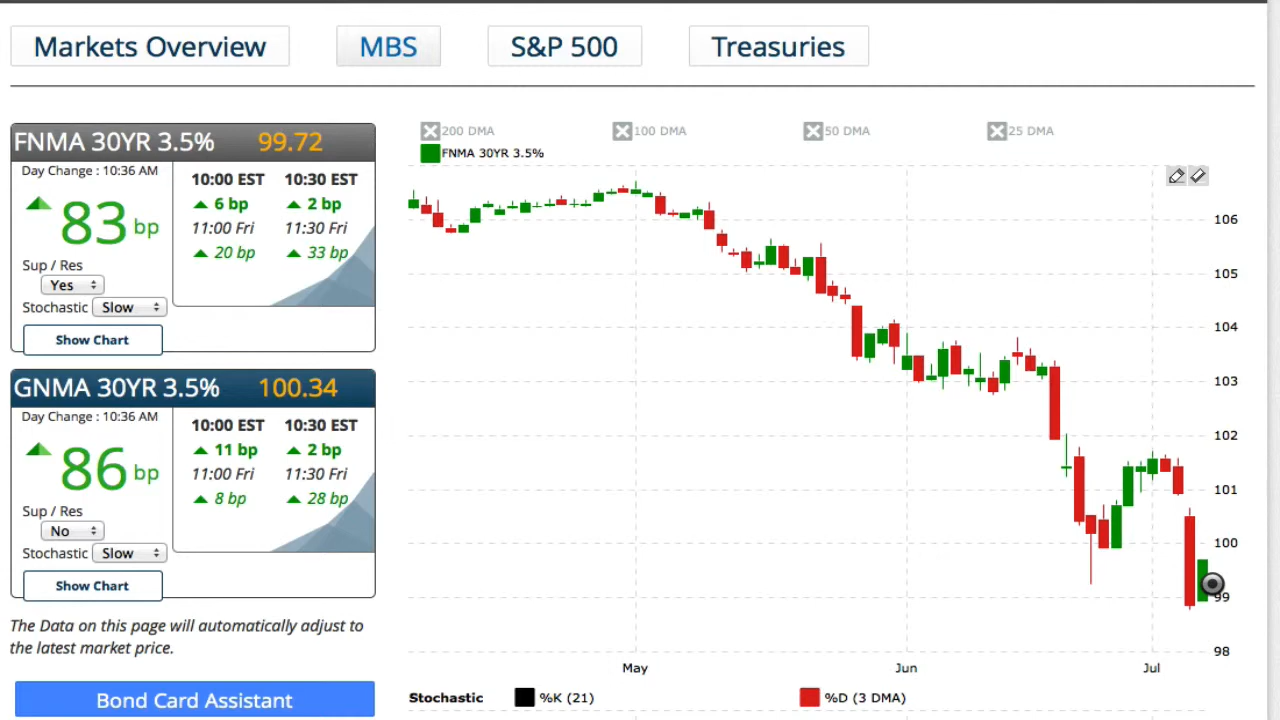 Markets Overview
MBS
S&P 500
Treasuries
FNMA 30YR 3.5% 99.72
Day Change : 10:36 AM
83 bp
10:00 EST 10:30 EST
6 bp 2 bp
11:00 Fri 11:30 Fri
20 bp 33 bp
Sup / Res
Yes
Stochastic Slow
Show Chart
GNMA 30YR 3.5% 100.34
Day Change : 10:36 AM
86 bp
10:00 EST 10:30 EST
11 bp 2 bp
11:00 Fri 11:30 Fri
8 bp 28 bp
Sup / Res
No
Stochastic Slow
Show Chart
The Data on this page will automatically adjust to
the latest market price.
Bond Card Assistant
200 DMA 100 DMA 50 DMA 25 DMA
FNMA 30YR 3.5%
106
105
104
103
102
101
100
99
98
May Jun Jul
Stochastic %K (21) %D (3 DMA)